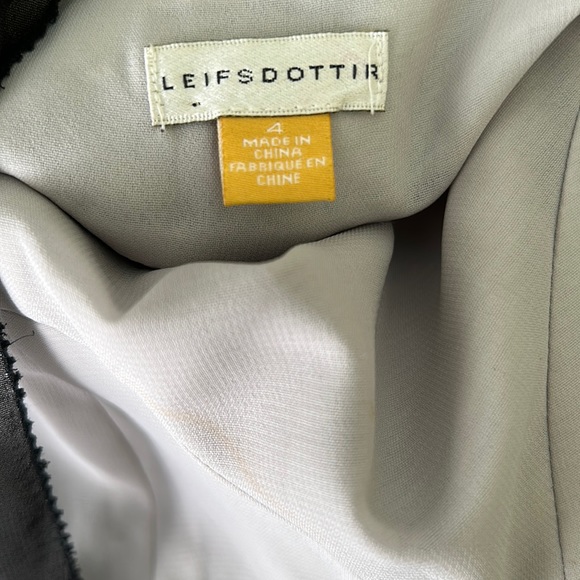 LEIFSDOTTIR
4
MADE IN
CHINA
FABRIQUE EN
CHINE